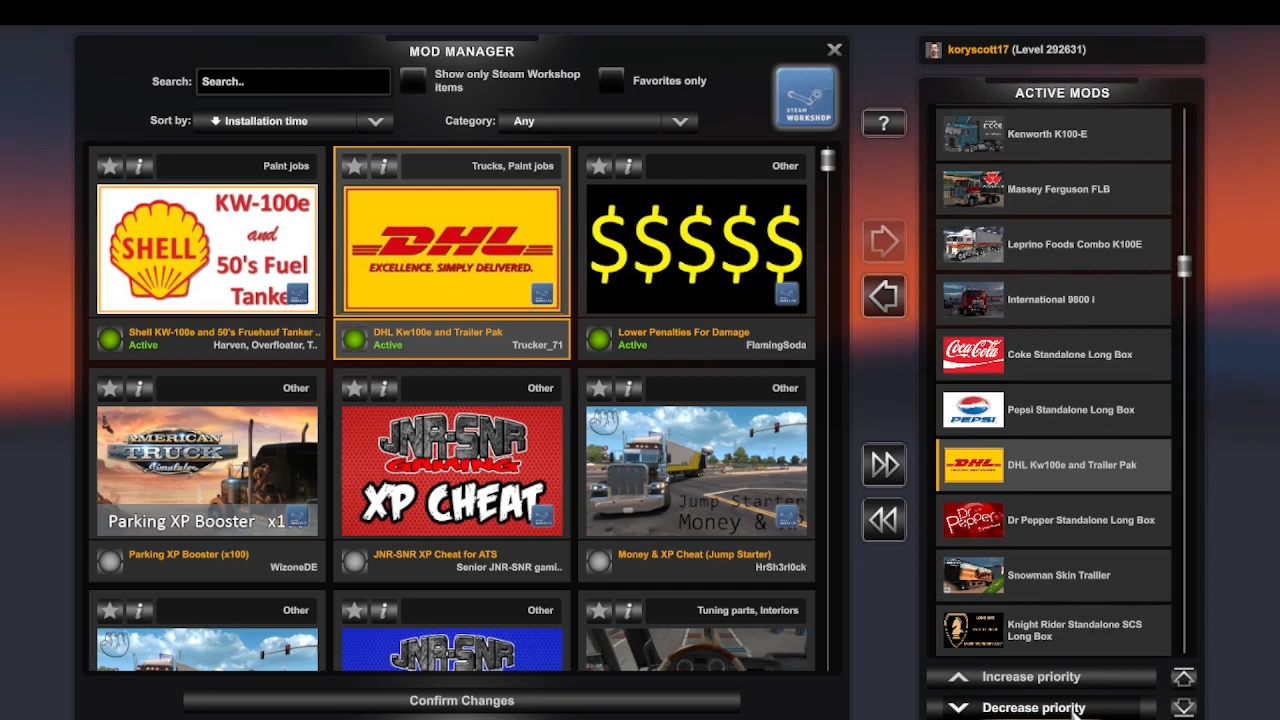 MOD MANAGER
Search:
Search..
Show only Steam Workshop
items
Favorites only
STEAM
WORKSHOP
Sort by:
Installation time
Category:
Any
Paint jobs
KW-100e
and
50's Fuel
Tanke
SHELL
Shell KW-100e and 50's Fruehauf Tanker ..
Active
Harven, Overfloater, T..
Trucks, Paint jobs
DHL
EXCELLENCE. SIMPLY DELIVERED.
DHL Kw100e and Trailer Pak
Active
Trucker_71
Other
$$$$$
Lower Penalties For Damage
Active
FlamingSoda
Other
AMERICAN
TRUCK
Simulator
Parking XP Booster x1
Parking XP Booster (x100)
WizoneDE
Other
JNR-SNR
GAMING
XP CHEAT
JNR-SNR XP Cheat for ATS
Senior JNR-SNR gami..
Other
Jump Starter
Money & XP
Money & XP Cheat (Jump Starter)
HrSh3rl0ck
Other
Other
JNR-SNR
Tuning parts, Interiors
Confirm Changes
?
koryscott17 (Level 292631)
ACTIVE MODS
Kenworth K100-E
Massey Ferguson FLB
Leprino Foods Combo K100E
International 9800 i
Coca-Cola
Coke Standalone Long Box
PEPSI
Pepsi Standalone Long Box
DHL
DHL Kw100e and Trailer Pak
Dr Pepper
Dr Pepper Standalone Long Box
Snowman Skin Trailler
Knight Rider Standalone SCS
Long Box
Increase priority
Decrease priority